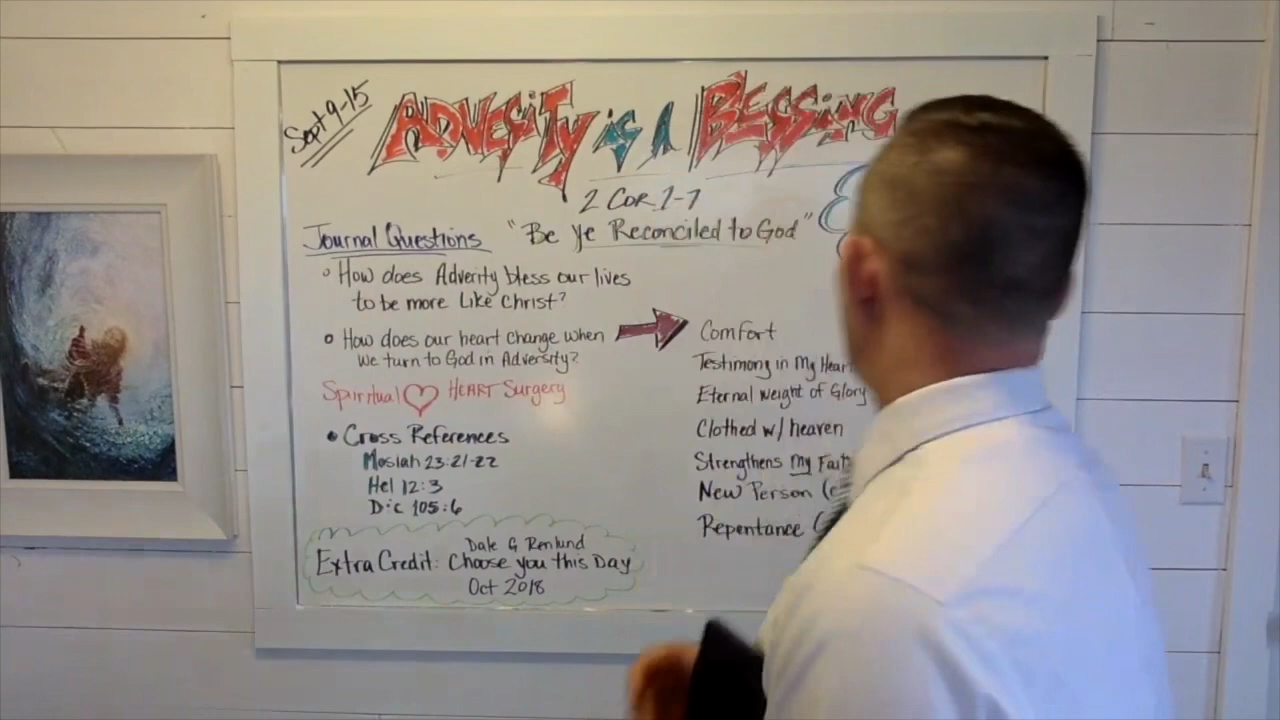 Sept 9-15
ADVERSITY is A BLESSING
2 COR. 1-7
"Be Ye Reconciled to God"
Journal Questions
How does Adverity bless our lives
to be more Like Christ?
How does our heart change when
we turn to God in Adversity?
Spiritual HEART Surgery
Cross References
Mosiah 23:21-22
Hel 12:3
D:C 105:6
Dale G Renlund
Extra Credit: Choose you this Day
Oct 2018
Comfort
Testimony in My Hear
Eternal weight of Glory
Clothed w/ heaven
Strengthens My Fait
New Person (
Repentance (